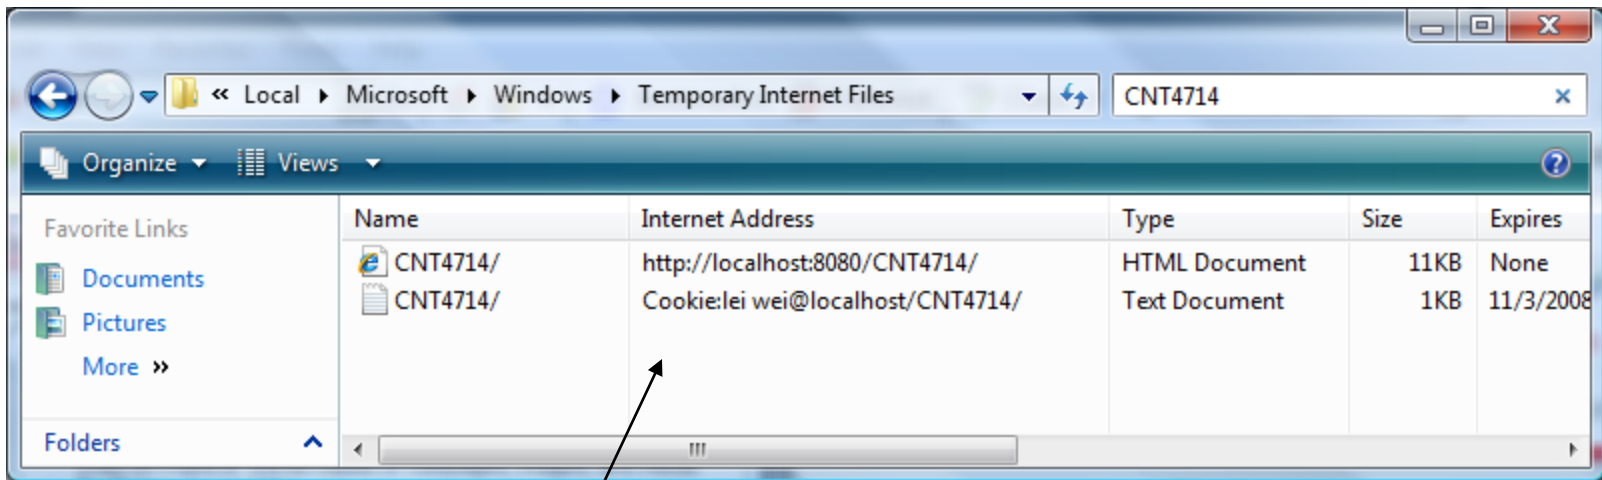 « Local Microsoft Windows Temporary Internet Files CNT4714
Organize Views
Favorite Links
Documents
Pictures
More »
Folders
Name Internet Address Type Size Expires
CNT4714/ http://localhost:8080/CNT4714/ HTML Document 11KB None
CNT4714/ Cookie:lei wei@localhost/CNT4714/ Text Document 1KB 11/3/2008